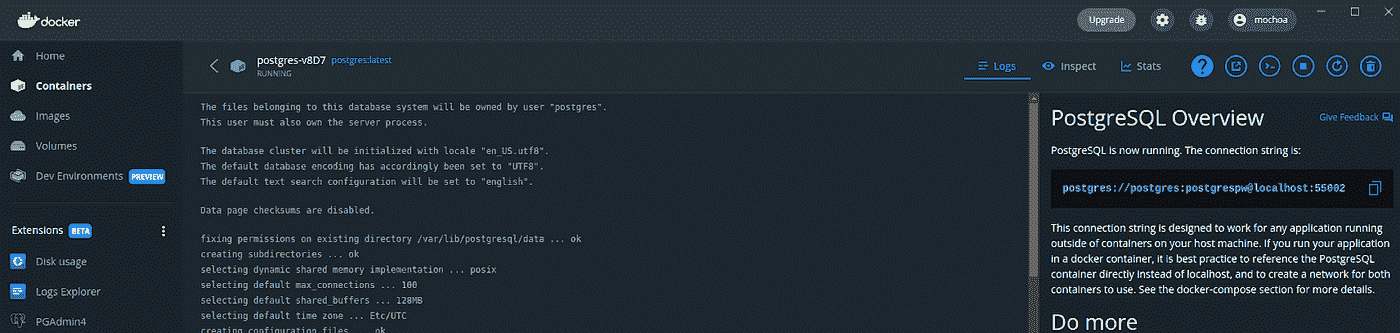 docker
Upgrade
mochoa
Home
Containers
Images
Volumes
Dev Environments PREVIEW
Extensions BETA
Disk usage
Logs Explorer
PGAdmin4
postgres-v8D7 postgres:latest
RUNNING
Logs
Inspect
Stats
?
The files belonging to this database system will be owned by user "postgres".
This user must also own the server process.
The database cluster will be initialized with locale "en_US.utf8".
The default database encoding has accordingly been set to "UTF8".
The default text search configuration will be set to "english".
Data page checksums are disabled.
fixing permissions on existing directory /var/lib/postgresql/data ... ok
creating subdirectories ... ok
selecting dynamic shared memory implementation ... posix
selecting default max_connections ... 100
selecting default shared_buffers ... 128MB
selecting default time zone ... Etc/UTC
creating configuration files ... ok
PostgreSQL Overview
Give Feedback
PostgreSQL is now running. The connection string is:
postgres://postgres:postgrespw@localhost:55002
This connection string is designed to work for any application running
outside of containers on your host machine. If you run your application
in a docker container, it is best practice to reference the PostgreSQL
container directly instead of localhost, and to create a network for both
containers to use. See the docker-compose section for more details.
Do more